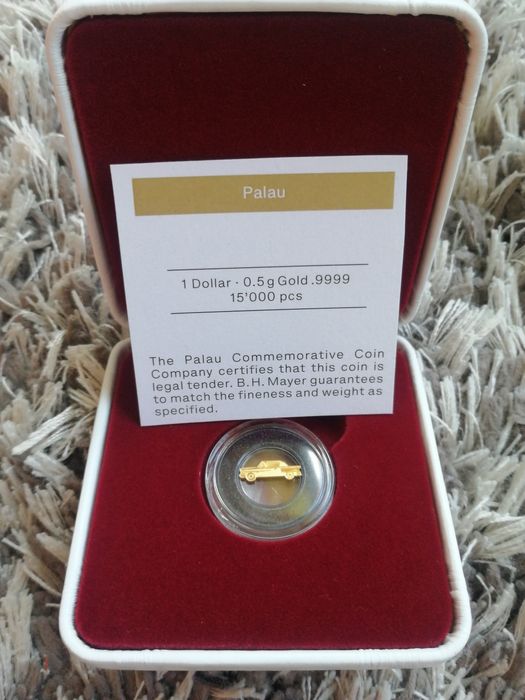 Palau
1 Dollar · 0.5 g Gold .9999
15'000 pcs
The Palau Commemorative Coin
Company certifies that this coin is
legal tender. B.H. Mayer guarantees
to match the fineness and weight as
specified.